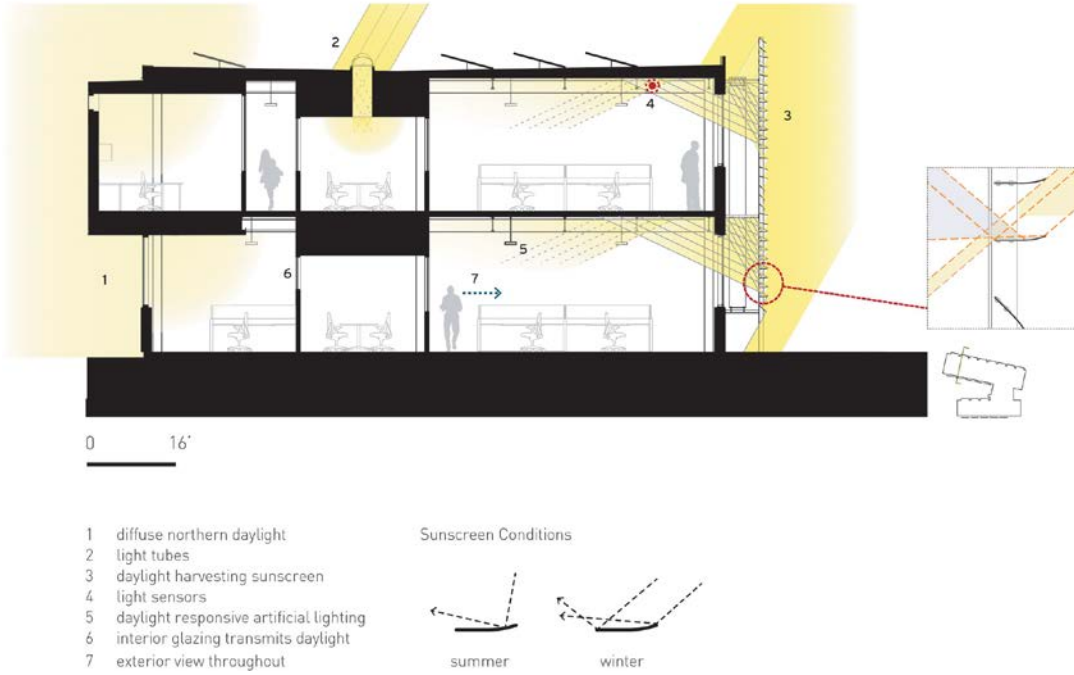 2
4
3
5
1
6
7
0 16'
1 diffuse northern daylight
2 light tubes
3 daylight harvesting sunscreen
4 light sensors
5 daylight responsive artificial lighting
6 interior glazing transmits daylight
7 exterior view throughout
Sunscreen Conditions
summer winter